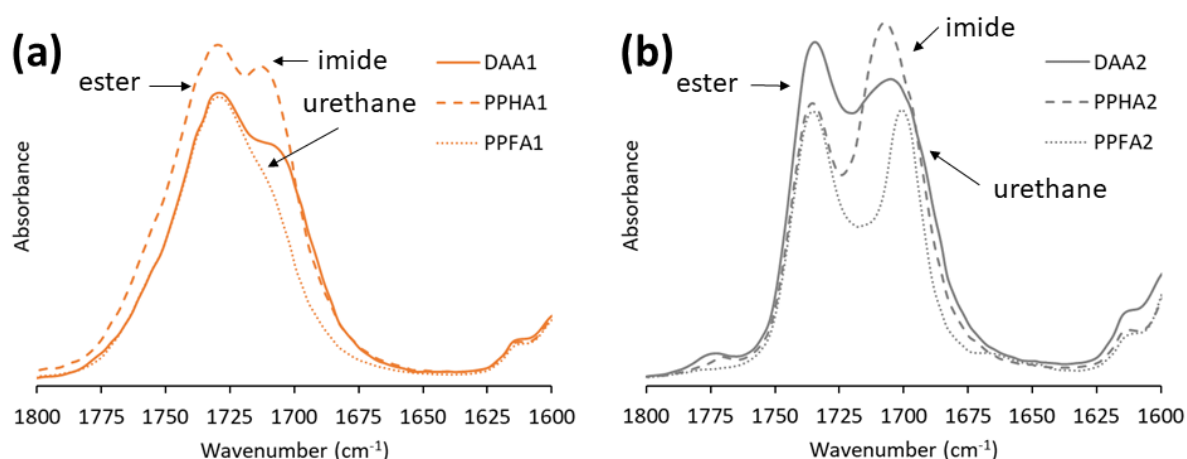 (a)
imide
ester
urethane
DAA1
PPHA1
PPFA1
Absorbance
1800 1775 1750 1725 1700 1675 1650 1625 1600
Wavenumber (cm⁻¹)
(b)
imide
ester
urethane
DAA2
PPHA2
PPFA2
Absorbance
1800 1775 1750 1725 1700 1675 1650 1625 1600
Wavenumber (cm⁻¹)